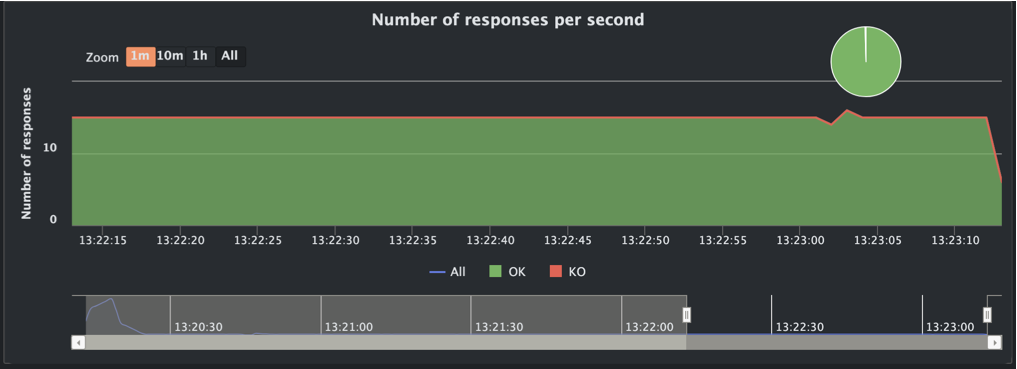 Number of responses per second
Zoom 1m 10m 1h All
Number of responses
10
0
13:22:15 13:22:20 13:22:25 13:22:30 13:22:35 13:22:40 13:22:45 13:22:50 13:22:55 13:23:00 13:23:05 13:23:10
All OK KO
13:20:30 13:21:00 13:21:30 13:22:00 13:22:30 13:23:00